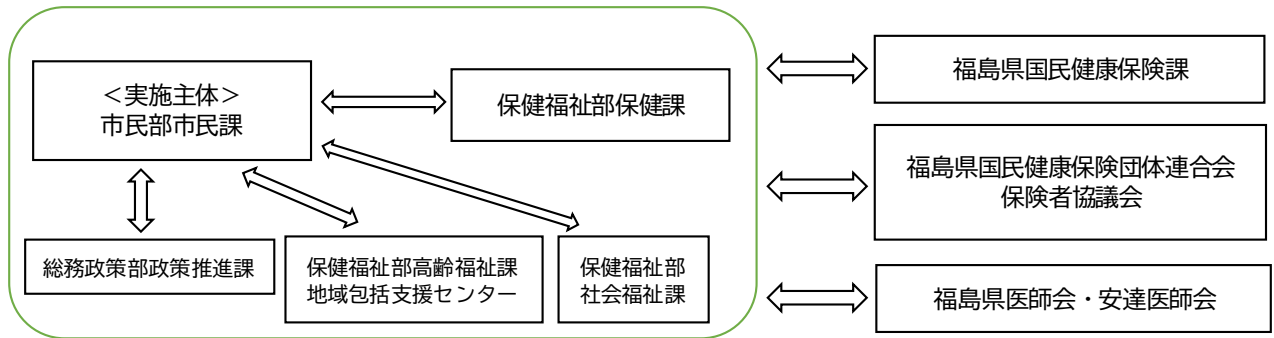 ＜実施主体＞
市民部市民課
保健福祉部保健課
総務政策部政策推進課
保健福祉部高齢福祉課
地域包括支援センター
保健福祉部
社会福祉課
福島県国民健康保険課
福島県国民健康保険団体連合会
保険者協議会
福島県医師会・安達医師会